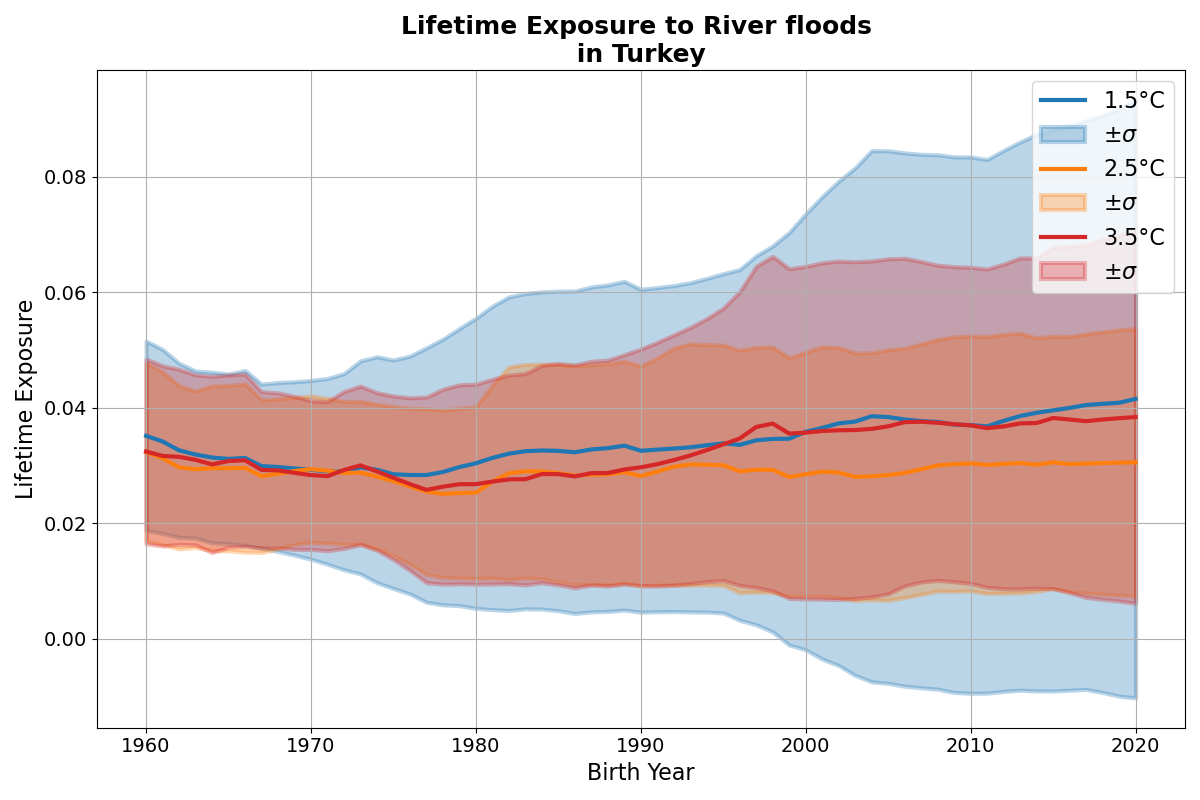 Lifetime Exposure to River floods
in Turkey
1.5°C
±σ
2.5°C
±σ
3.5°C
±σ
0.08
0.06
0.04
0.02
0.00
Lifetime Exposure
1960 1970 1980 1990 2000 2010 2020
Birth Year